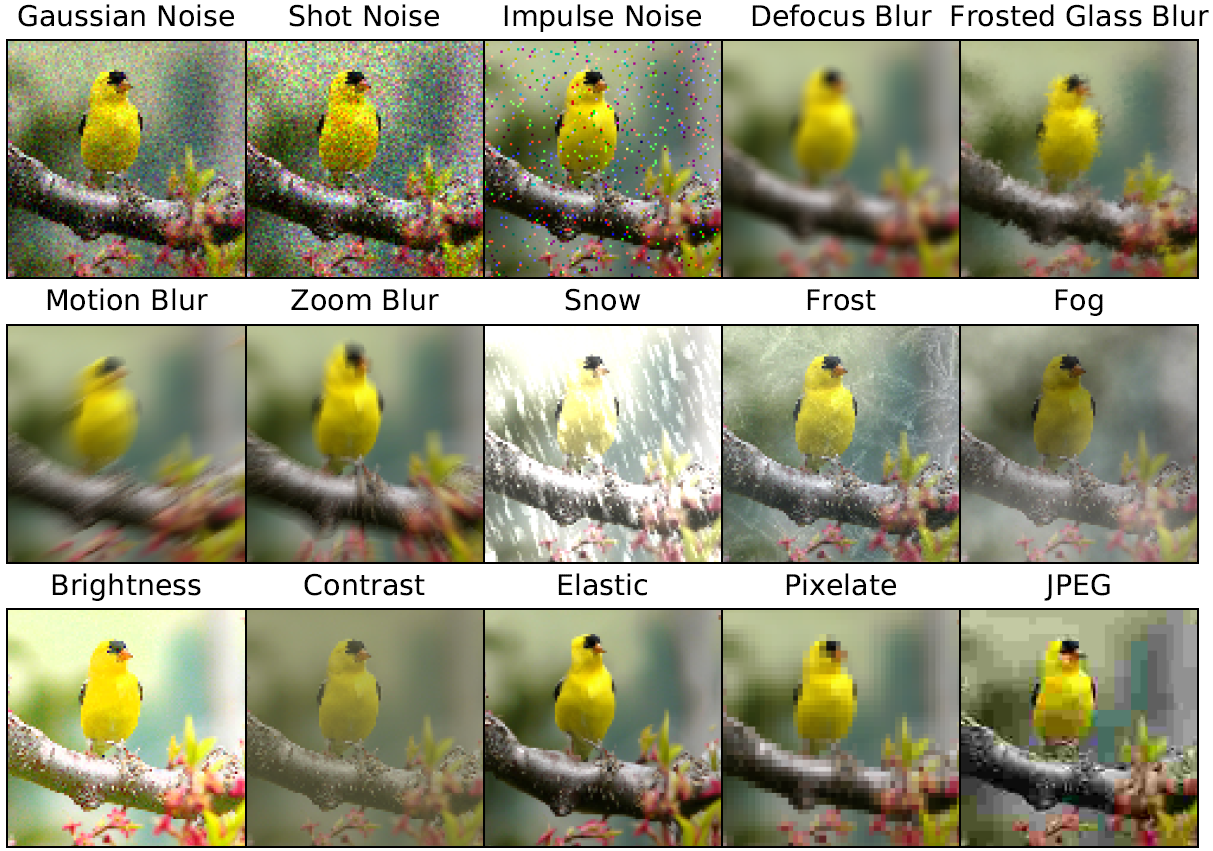 Gaussian Noise Shot Noise Impulse Noise Defocus Blur Frosted Glass Blur
Motion Blur Zoom Blur Snow Frost Fog
Brightness Contrast Elastic Pixelate JPEG